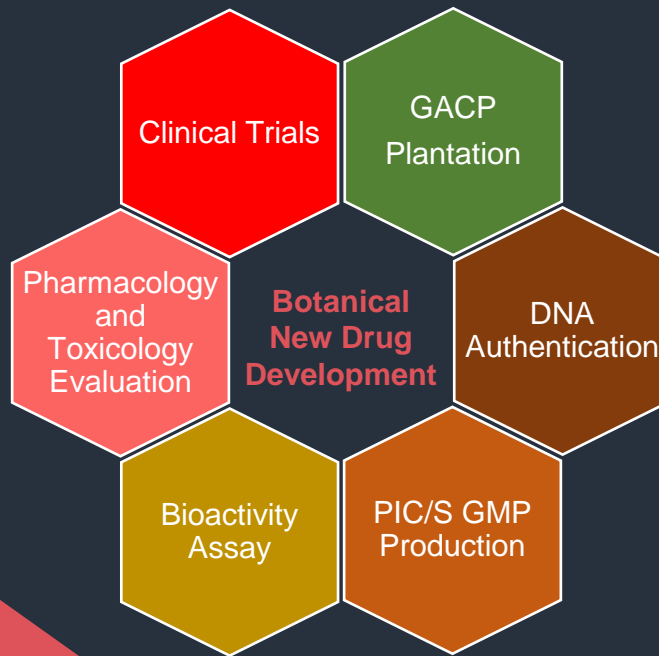 Clinical Trials
GACP
Plantation
Pharmacology
and
Toxicology
Evaluation
Botanical
New Drug
Development
DNA
Authentication
Bioactivity
Assay
PIC/S GMP
Production